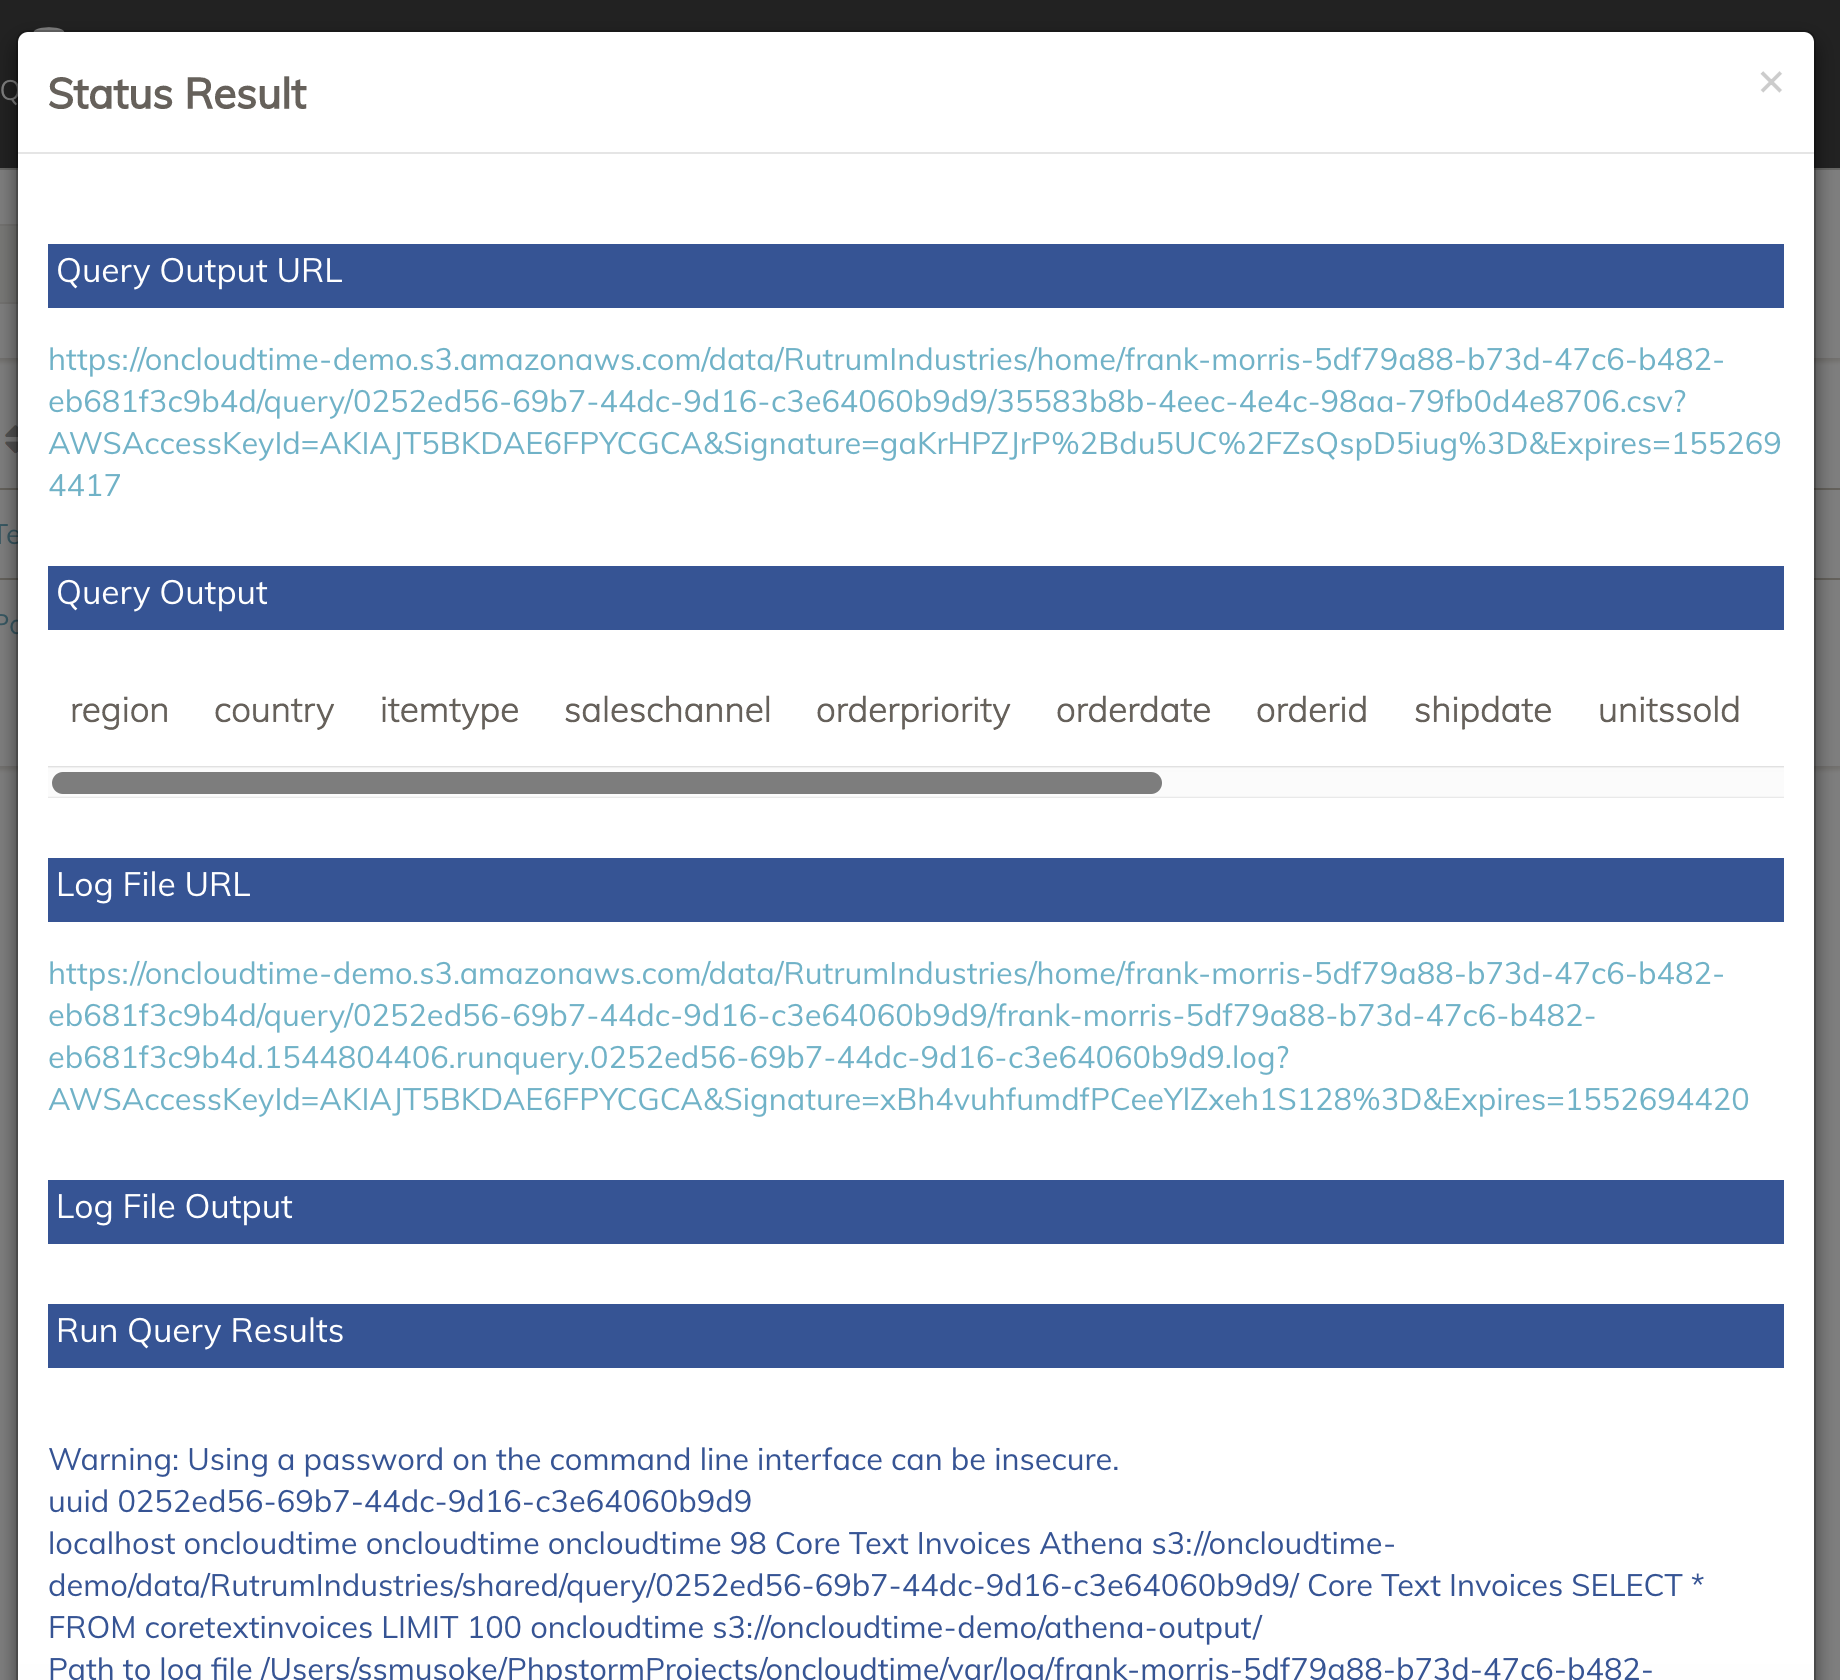 Status Result
×
Query Output URL
https://oncloudtime-demo.s3.amazonaws.com/data/RutrumIndustries/home/frank-morris-5df79a88-b73d-47c6-b482-
eb681f3c9b4d/query/0252ed56-69b7-44dc-9d16-c3e64060b9d9/35583b8b-4eec-4e4c-98aa-79fb0d4e8706.csv?
AWSAccessKeyId=AKIAJT5BKDAE6FPYCGCA&Signature=gaKrHPZJrP%2Bdu5UC%2FZsQspD5iug%3D&Expires=155269
4417
Query Output
region country itemtype saleschannel orderpriority orderdate orderid shipdate unitssold
Log File URL
https://oncloudtime-demo.s3.amazonaws.com/data/RutrumIndustries/home/frank-morris-5df79a88-b73d-47c6-b482-
eb681f3c9b4d/query/0252ed56-69b7-44dc-9d16-c3e64060b9d9/frank-morris-5df79a88-b73d-47c6-b482-
eb681f3c9b4d.1544804406.runquery.0252ed56-69b7-44dc-9d16-c3e64060b9d9.log?
AWSAccessKeyId=AKIAJT5BKDAE6FPYCGCA&Signature=xBh4vuhfumdfPCeeYlZxeh1S128%3D&Expires=1552694420
Log File Output
Run Query Results
Warning: Using a password on the command line interface can be insecure.
uuid 0252ed56-69b7-44dc-9d16-c3e64060b9d9
localhost oncloudtime oncloudtime oncloudtime 98 Core Text Invoices Athena s3://oncloudtime-
demo/data/RutrumIndustries/shared/query/0252ed56-69b7-44dc-9d16-c3e64060b9d9/ Core Text Invoices SELECT *
FROM coretextinvoices LIMIT 100 oncloudtime s3://oncloudtime-demo/athena-output/
Path to log file /Users/ssmusoke/PhpstormProjects/oncloudtime/var/log/frank-morris-5df79a88-b73d-47c6-b482-